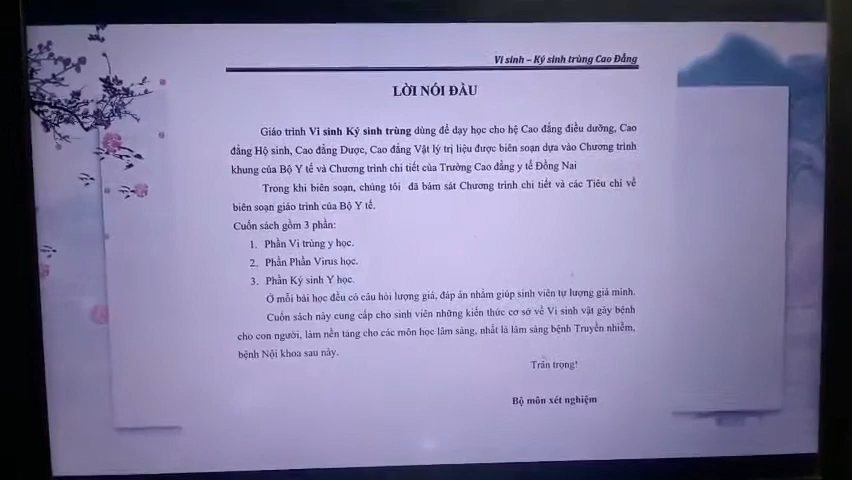 Vi sinh – Ký sinh trùng Cao Đẳng
LỜI NÓI ĐẦU
Giáo trình Vi sinh Ký sinh trùng dùng để dạy học cho hệ Cao đẳng điều dưỡng, Cao
đẳng Hộ sinh, Cao đẳng Dược, Cao đẳng Vật lý trị liệu được biên soạn dựa vào Chương trình
khung của Bộ Y tế và Chương trình chi tiết của Trường Cao đẳng y tế Đồng Nai
Trong khi biên soạn, chúng tôi đã bám sát Chương trình chi tiết và các Tiêu chí về
biên soạn giáo trình của Bộ Y tế.
Cuốn sách gồm 3 phần:
1. Phần Vi trùng y học.
2. Phần Phần Virus học.
3. Phần Ký sinh Y học.
Ở mỗi bài học đều có câu hỏi lượng giá, đáp án nhằm giúp sinh viên tự lượng giá mình.
Cuốn sách này cung cấp cho sinh viên những kiến thức cơ sở về Vi sinh vật gây bệnh
cho con người, làm nền tảng cho các môn học lâm sàng, nhất là lâm sàng bệnh Truyền nhiễm,
bệnh Nội khoa sau này.
Trân trọng!
Bộ môn xét nghiệm